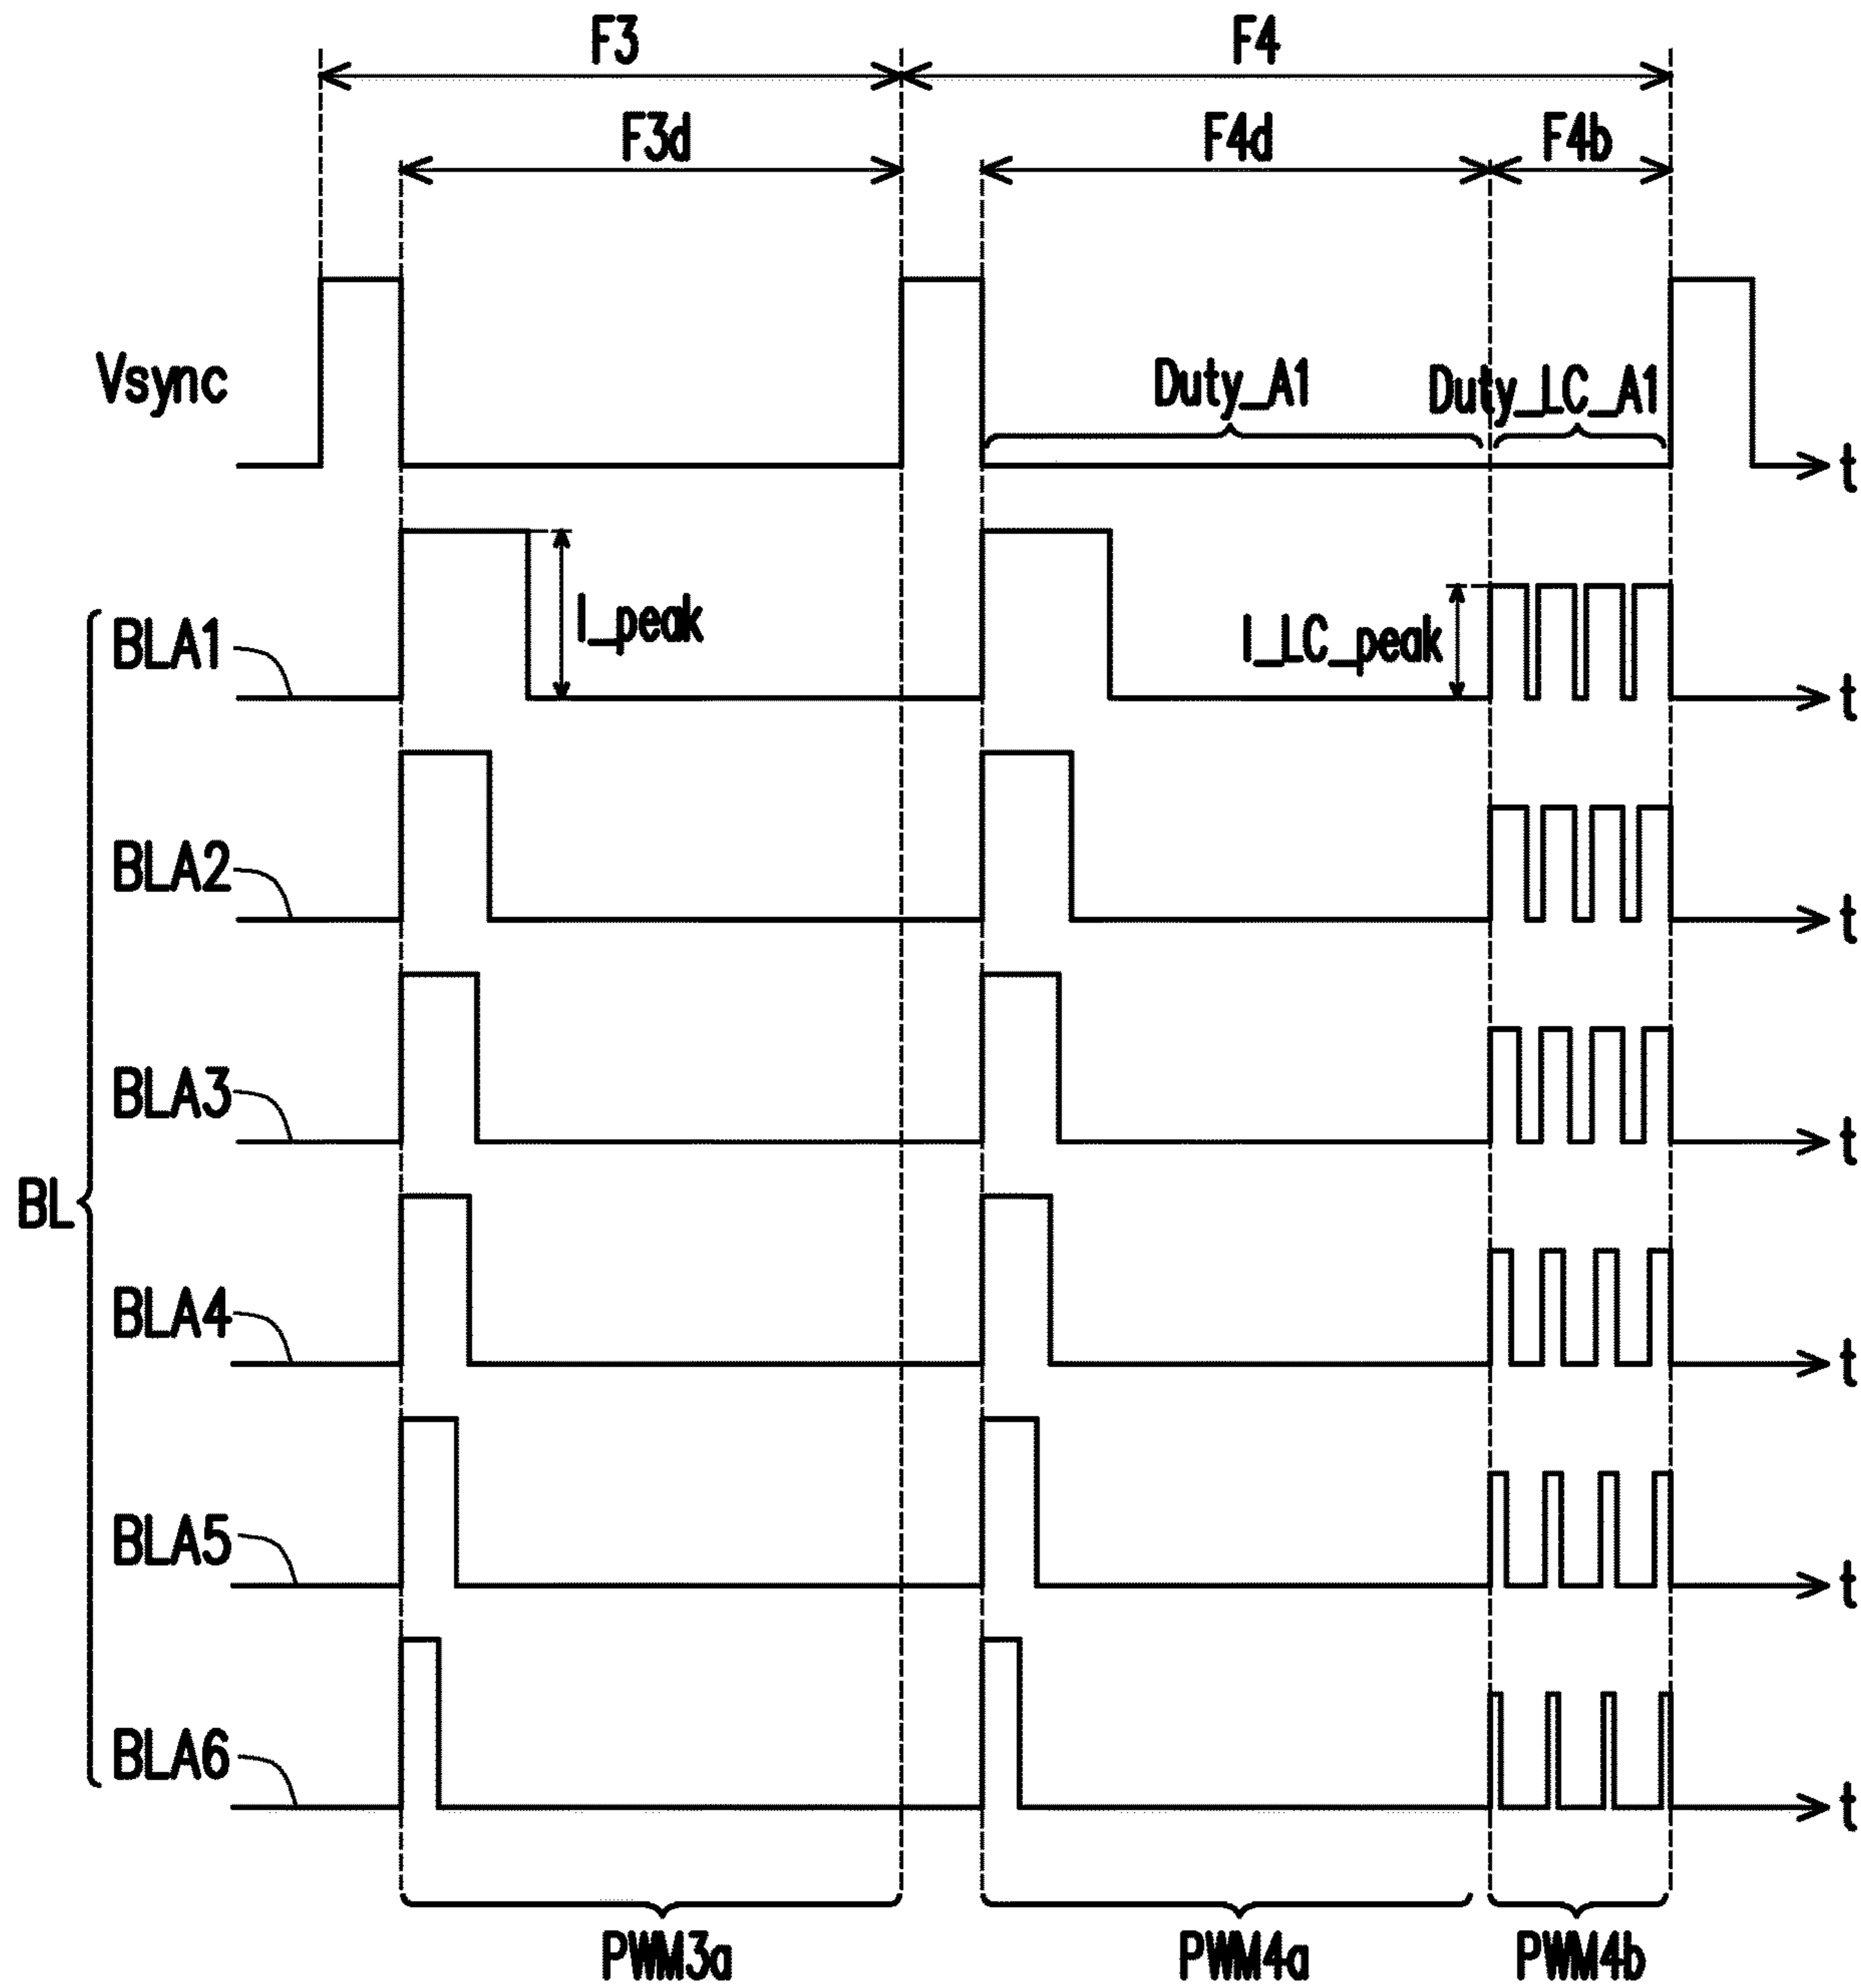 F3
F4
F3d
F4d
F4b
Vsync
Duty_A1
Duty_LC_A1
t
I_peak
I_LC_peak
BLA1
t
BLA2
t
BLA3
t
BL
BLA4
t
BLA5
t
BLA6
t
PWM3a
PWM4a
PWM4b